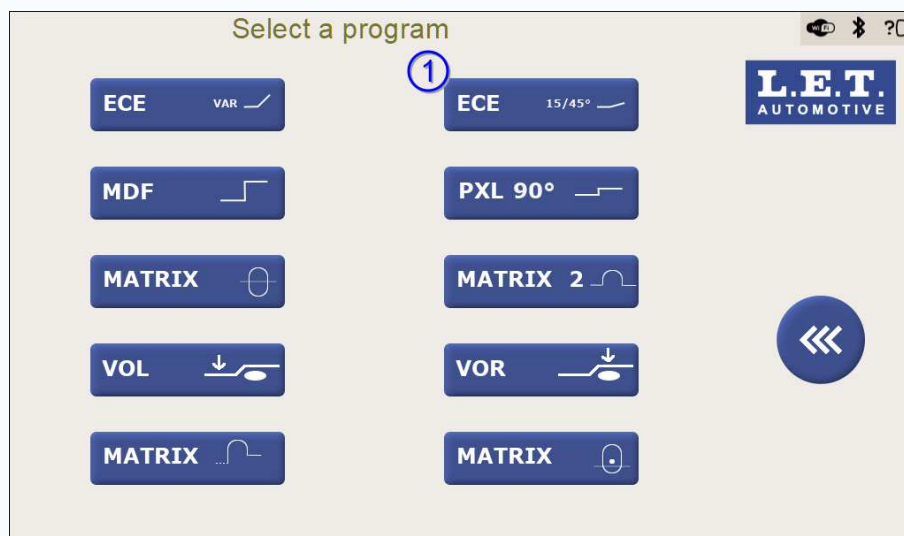 Select a program
WiFi ?
1
ECE VAR
ECE 15/45°
L.E.T.
AUTOMOTIVE
MDF
PXL 90°
MATRIX
MATRIX 2
VOL
VOR
MATRIX
MATRIX